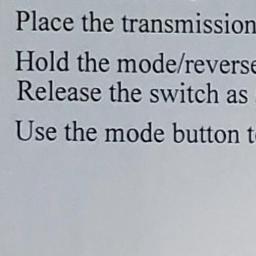 Place the transmission
Hold the mode/reverse
Release the switch as
Use the mode button